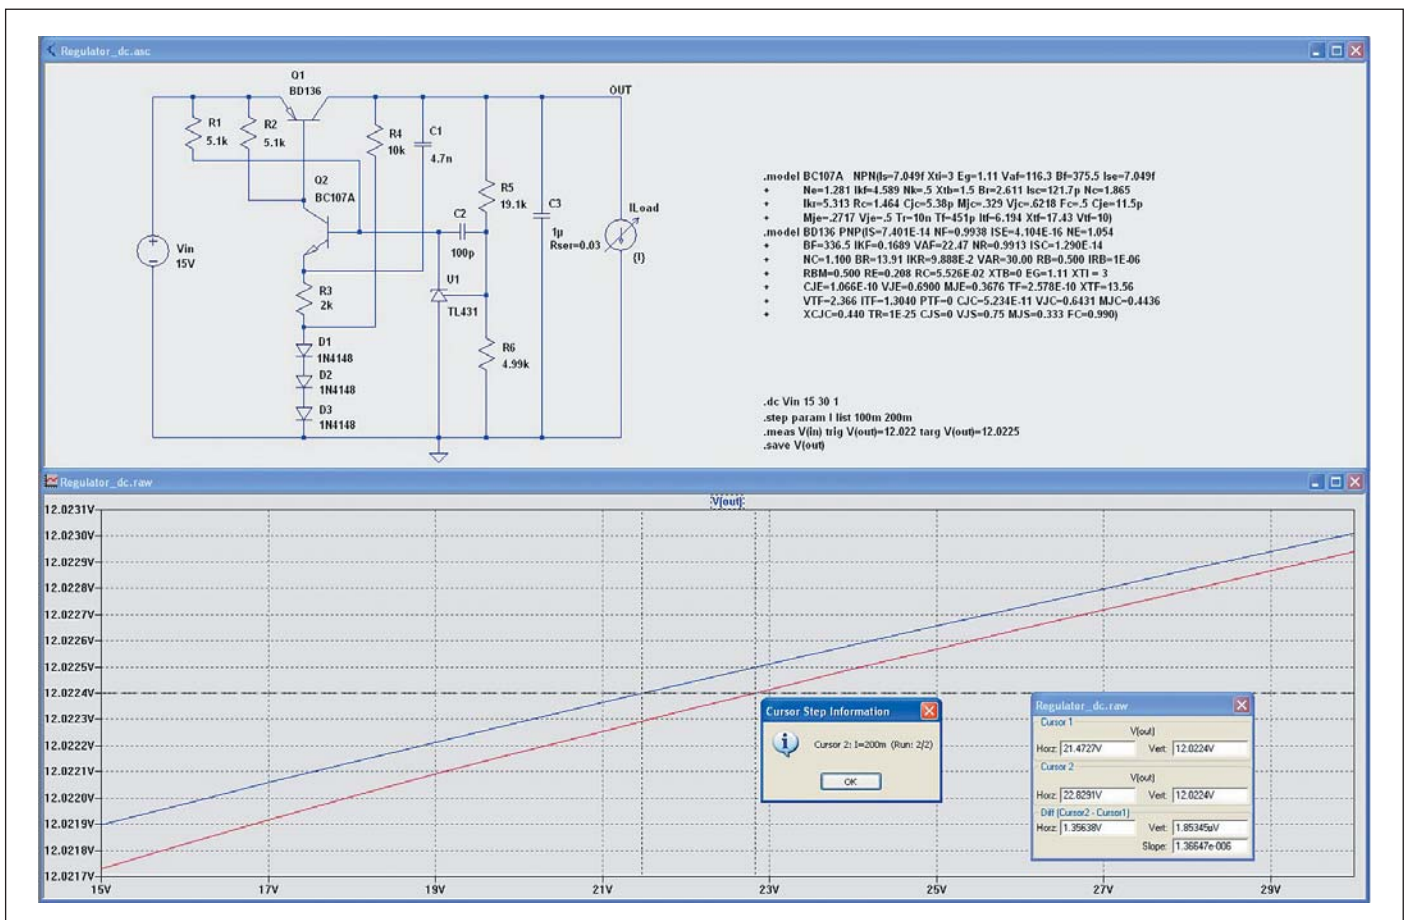 Regulator_dc.asc
Q1
BD136
OUT
R1
5.1k
R2
5.1k
R4
10k
C1
4.7n
Q2
BC107A
R5
19.1k
C2
100p
C3
1µ
Rser=0.03
ILoad
{I}
Vin
15V
R3
2k
U1
TL431
R6
4.99k
D1
1N4148
D2
1N4148
D3
1N4148
.model BC107A NPN(Is=7.049f Xti=3 Eg=1.11 Vaf=116.3 Bf=375.5 Ise=7.049f
+ Ne=1.281 Ikf=4.589 Nk=.5 Xtb=1.5 Br=2.611 Isc=121.7p Nc=1.865
+ Ikr=5.313 Rc=1.464 Cjc=5.38p Mjc=.329 Vjc=.6218 Fc=.5 Cje=11.5p
+ Mje=.2717 Vje=.5 Tr=10n Tf=451p Itf=6.194 Xtf=17.43 Vtf=10)
.model BD136 PNP(IS=7.401E-14 NF=0.9938 ISE=4.104E-16 NE=1.054
+ BF=336.5 IKF=0.1689 VAF=22.47 NR=0.9913 ISC=1.290E-14
+ NC=1.100 BR=13.91 IKR=9.888E-2 VAR=30.00 RB=0.500 IRB=1E-06
+ RBM=0.500 RE=0.208 RC=5.526E-02 XTB=0 EG=1.11 XTI = 3
+ CJE=1.066E-10 VJE=0.6900 MJE=0.3676 TF=2.578E-10 XTF=13.56
+ VTF=2.366 ITF=1.3040 PTF=0 CJC=5.234E-11 VJC=0.6431 MJC=0.4436
+ XCJC=0.440 TR=1E-25 CJS=0 VJS=0.75 MJS=0.333 FC=0.990)
.dc Vin 15 30 1
.step param I list 100m 200m
.meas V(in) trig V(out)=12.022 targ V(out)=12.0225
.save V(out)
Regulator_dc.raw
V(out)
12.0231V
12.0230V
12.0229V
12.0228V
12.0227V
12.0226V
12.0225V
12.0224V
12.0223V
12.0222V
12.0221V
12.0220V
12.0219V
12.0218V
12.0217V
15V 17V 19V 21V 23V 25V 27V 29V
Cursor Step Information
Cursor 2: I=200m (Run: 2/2)
OK
Regulator_dc.raw
Cursor 1
V(out)
Horz: 21.4727V Vert: 12.0224V
Cursor 2
V(out)
Horz: 22.8291V Vert: 12.0224V
Diff (Cursor2 - Cursor1)
Horz: 1.35638V Vert: 1.85345µV
Slope: 1.36647e-006